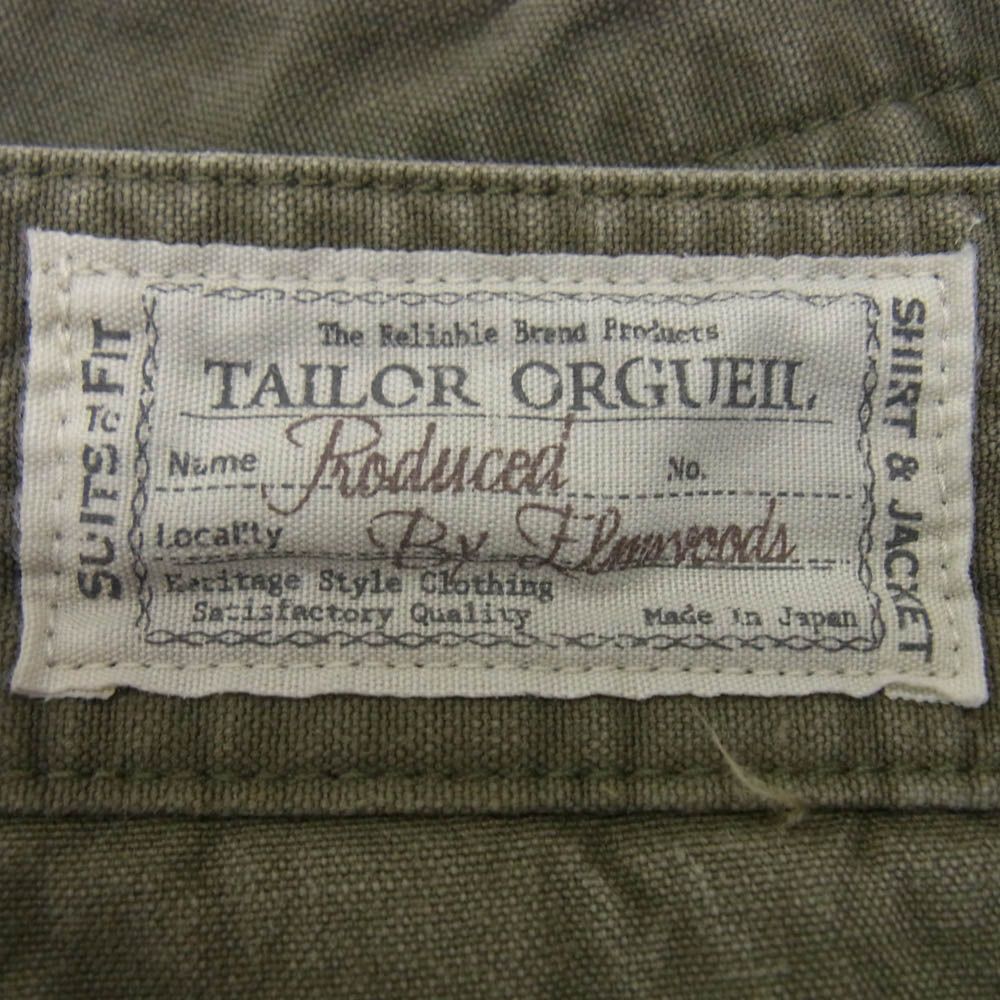 SUITS TO FIT
The Reliable Brand Products
TAILOR ORGUEIL
Name Produced No.
Locality By Elmwoods
Heritage Style Clothing
Satisfactory Quality Made In Japan
SHIRT & JACKET